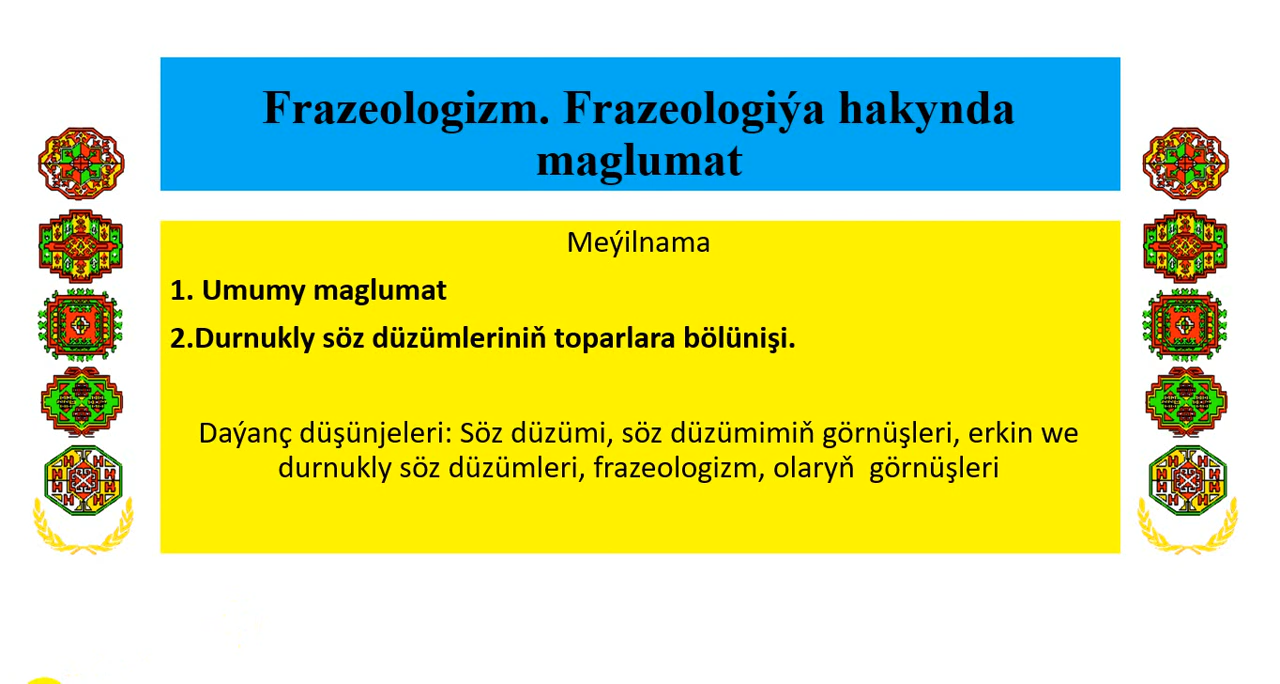 Frazeologizm. Frazeologiýa hakynda
maglumat
Meýilnama
1. Umumy maglumat
2.Durnukly söz düzümleriniň toparlara bölünişi.
Daýanç düşünjeleri: Söz düzümi, söz düzümimiň görnüşleri, erkin we
durnukly söz düzümleri, frazeologizm, olaryň  görnüşleri